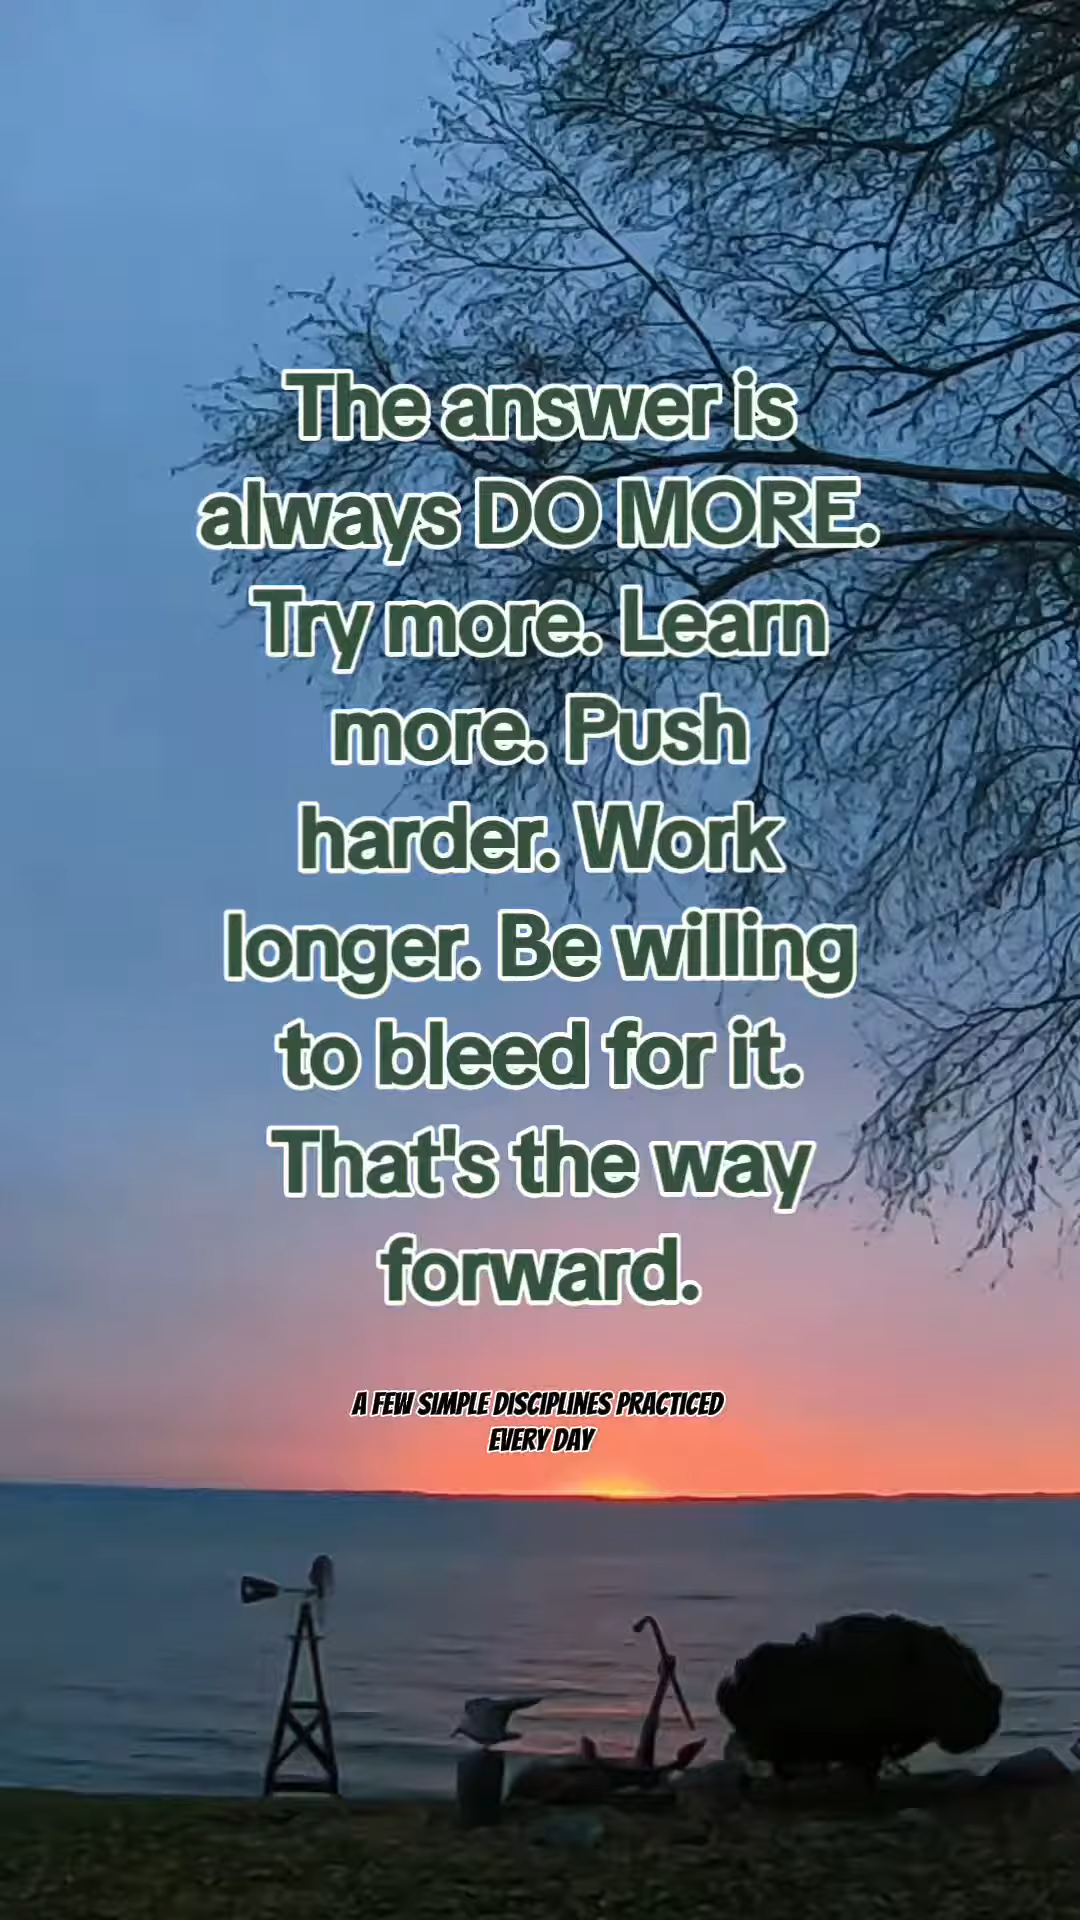 The answer is
always DO MORE.
Try more. Learn
more. Push
harder. Work
longer. Be willing
to bleed for it.
That's the way
forward.
A FEW SIMPLE DISCIPLINES PRACTICED
EVERY DAY